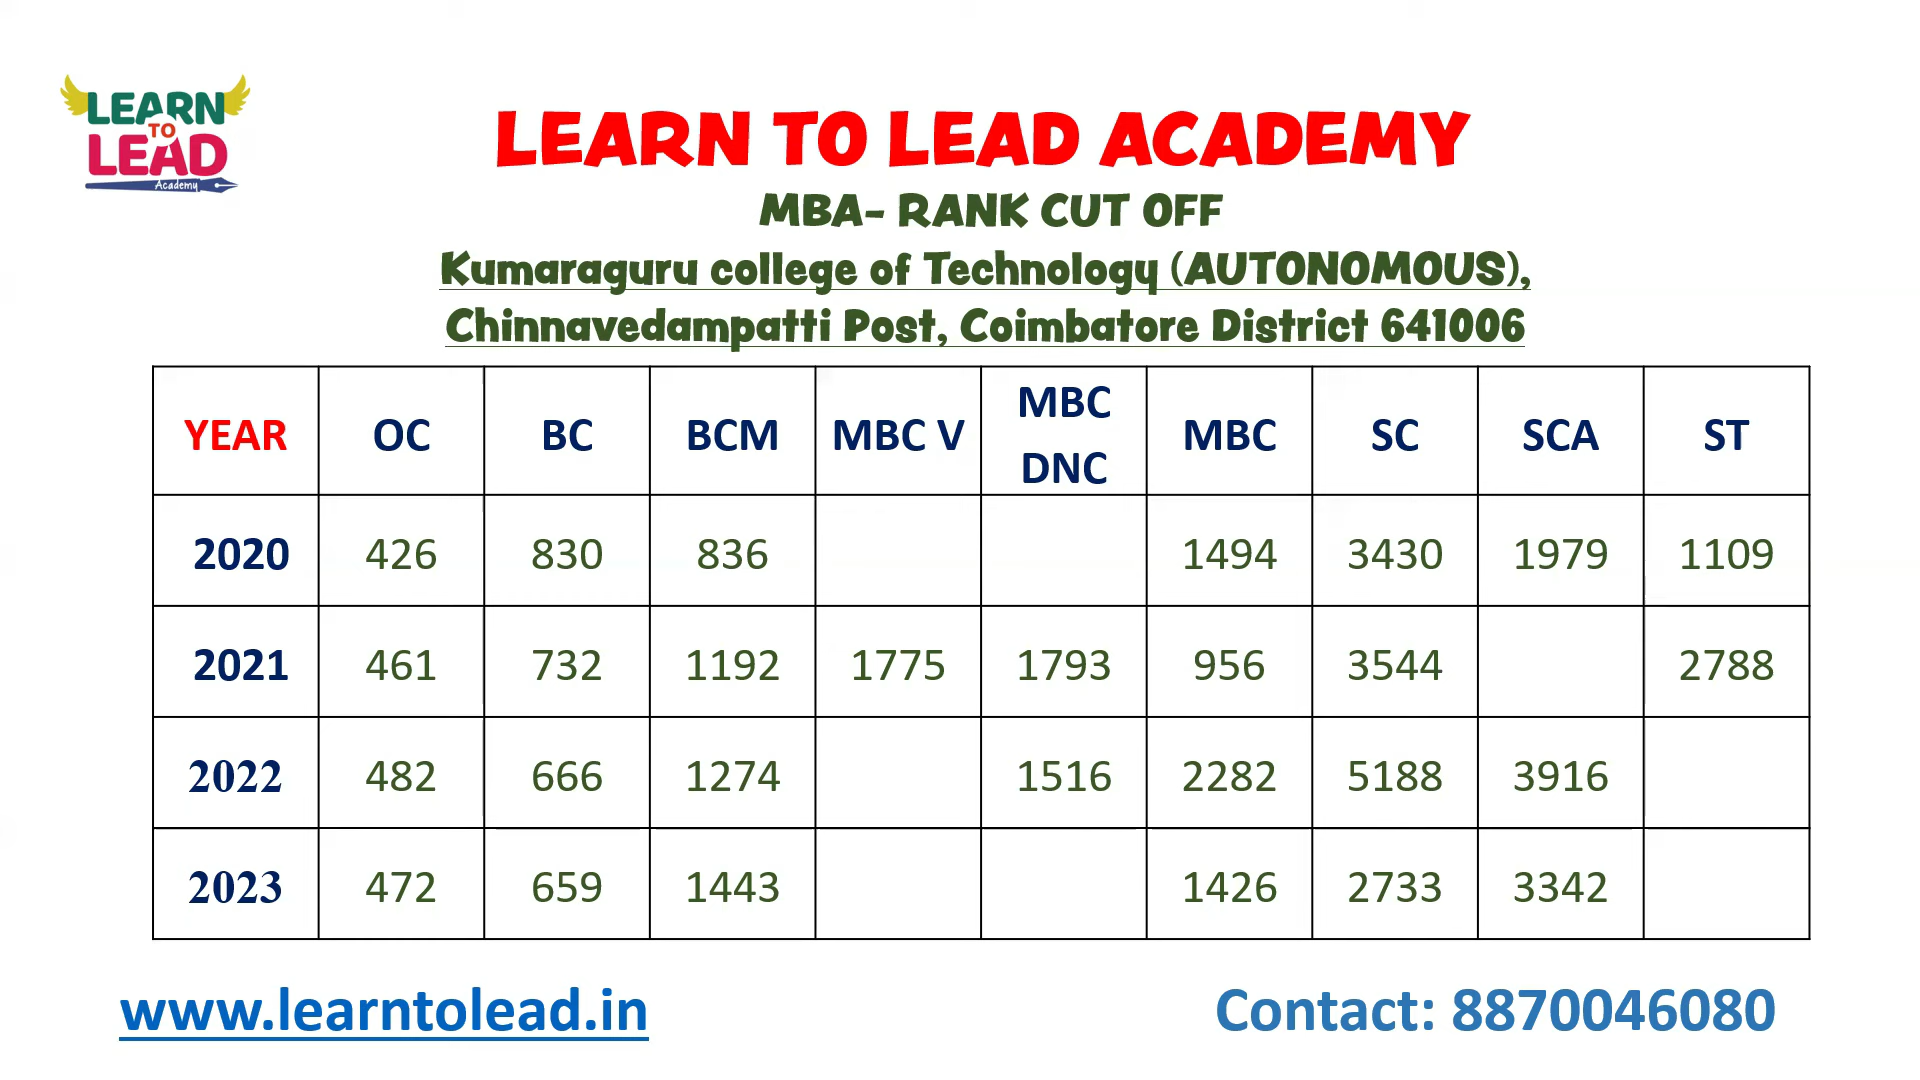 LEARN
TO
LEAD
Academy
LEARN TO LEAD ACADEMY
MBA- RANK CUT OFF
Kumaraguru college of Technology (AUTONOMOUS),
Chinnavedampatti Post, Coimbatore District 641006
YEAR OC BC BCM MBC V MBC DNC MBC SC SCA ST
2020 426 830 836 1494 3430 1979 1109
2021 461 732 1192 1775 1793 956 3544 2788
2022 482 666 1274 1516 2282 5188 3916
2023 472 659 1443 1426 2733 3342
www.learntolead.in Contact: 8870046080